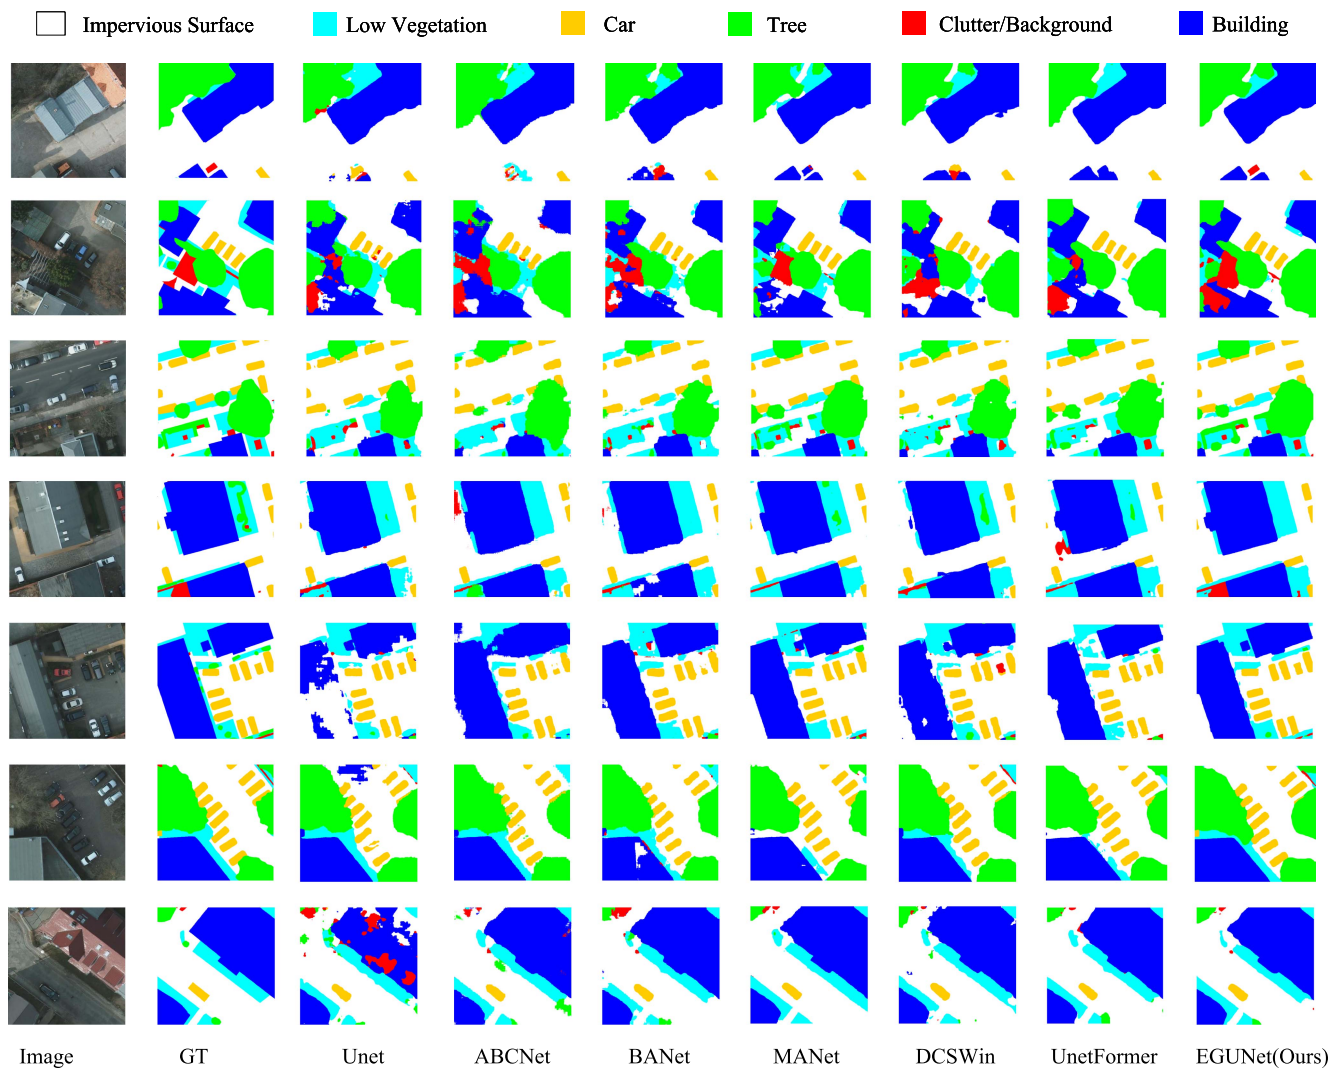 Impervious Surface Low Vegetation Car Tree Clutter/Background Building
Image GT Unet ABCNet BANet MANet DCSWin UnetFormer EGUNet(Ours)